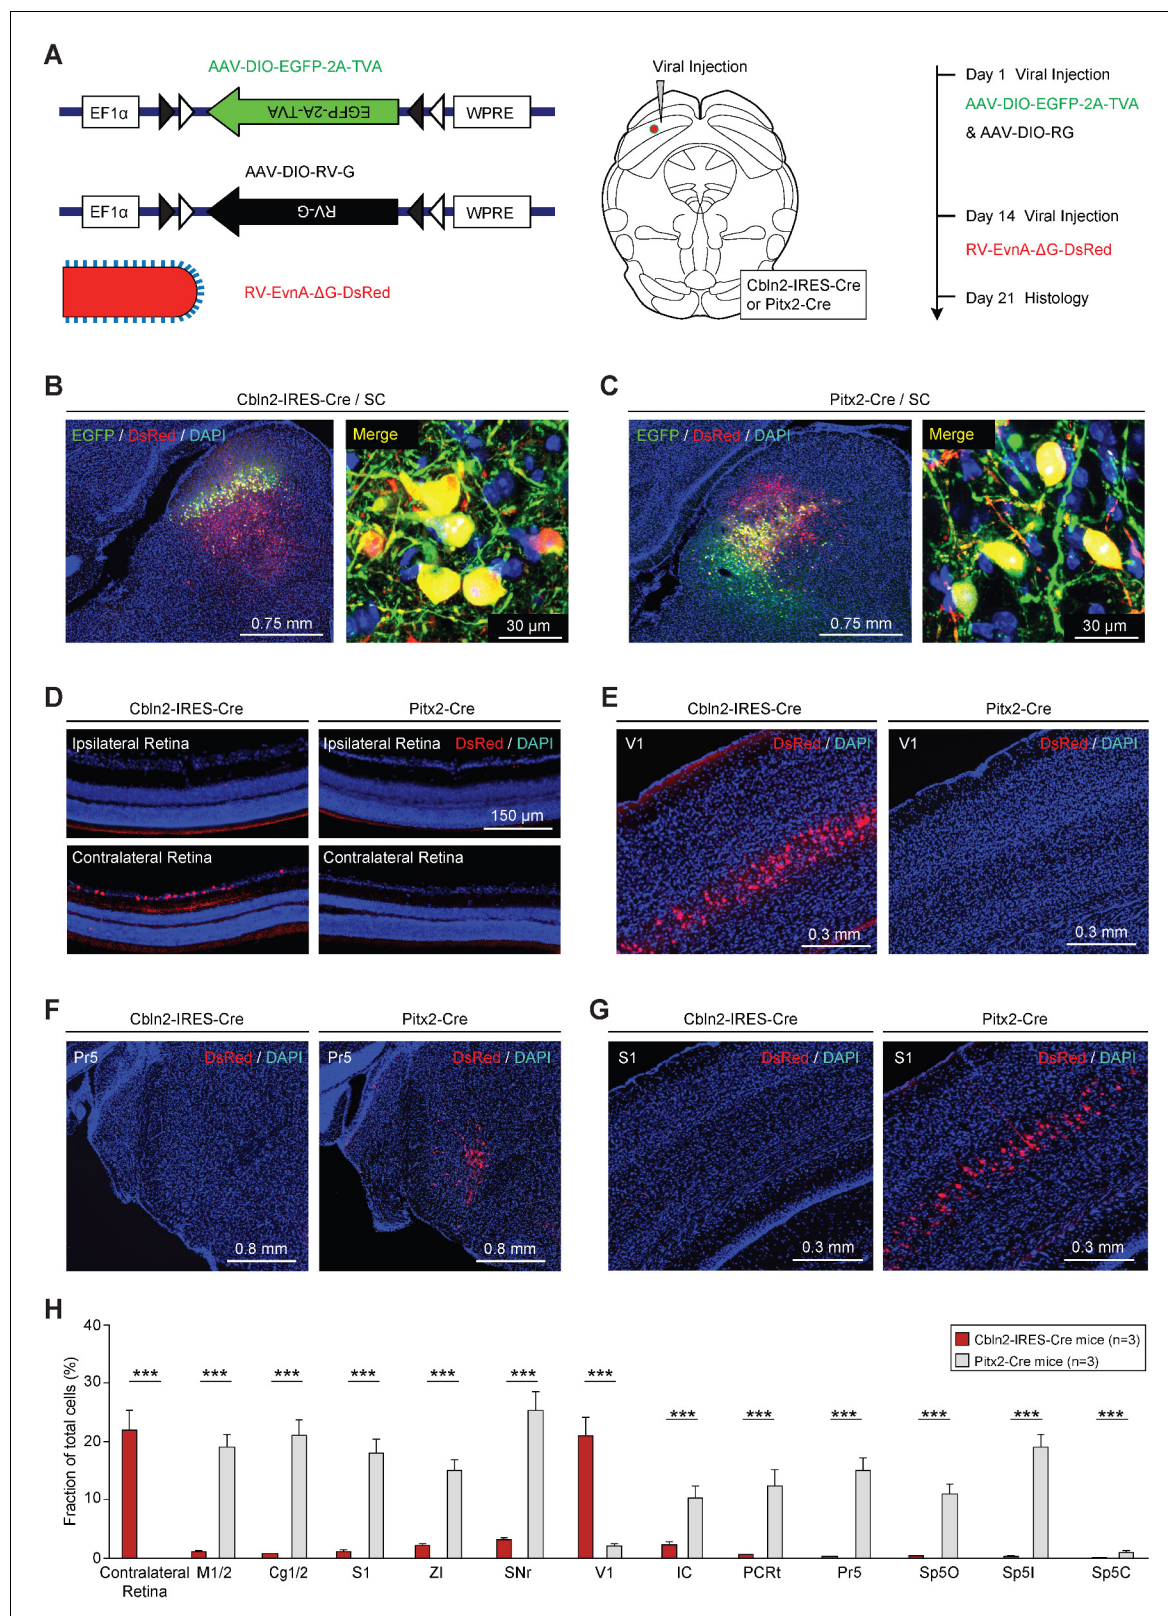 A
AAV-DIO-EGFP-2A-TVA
EF1α
EGFP-2A-TVA
WPRE
AAV-DIO-RV-G
EF1α
RV-G
WPRE
RV-EvnA-ΔG-DsRed
Viral Injection
Cbln2-IRES-Cre
or Pitx2-Cre
Day 1 Viral Injection
AAV-DIO-EGFP-2A-TVA
& AAV-DIO-RG
Day 14 Viral Injection
RV-EvnA-ΔG-DsRed
Day 21 Histology
B
Cbln2-IRES-Cre / SC
EGFP / DsRed / DAPI
Merge
0.75 mm
30 µm
C
Pitx2-Cre / SC
EGFP / DsRed / DAPI
Merge
0.75 mm
30 µm
D
Cbln2-IRES-Cre
Pitx2-Cre
Ipsilateral Retina
Ipsilateral Retina DsRed / DAPI
150 µm
Contralateral Retina
Contralateral Retina
E
Cbln2-IRES-Cre
Pitx2-Cre
V1
DsRed / DAPI
V1
DsRed / DAPI
0.3 mm
0.3 mm
F
Cbln2-IRES-Cre
Pitx2-Cre
Pr5
DsRed / DAPI
Pr5
DsRed / DAPI
0.8 mm
0.8 mm
G
Cbln2-IRES-Cre
Pitx2-Cre
S1
DsRed / DAPI
S1
DsRed / DAPI
0.3 mm
0.3 mm
H
Fraction of total cells (%)
40
30
20
10
0
Cbln2-IRES-Cre mice (n=3)
Pitx2-Cre mice (n=3)
*** *** *** *** *** *** ***
*** *** *** *** *** ***
Contralateral Retina
M1/2
Cg1/2
S1
ZI
SNr
V1
IC
PCRt
Pr5
Sp5O
Sp5I
Sp5C